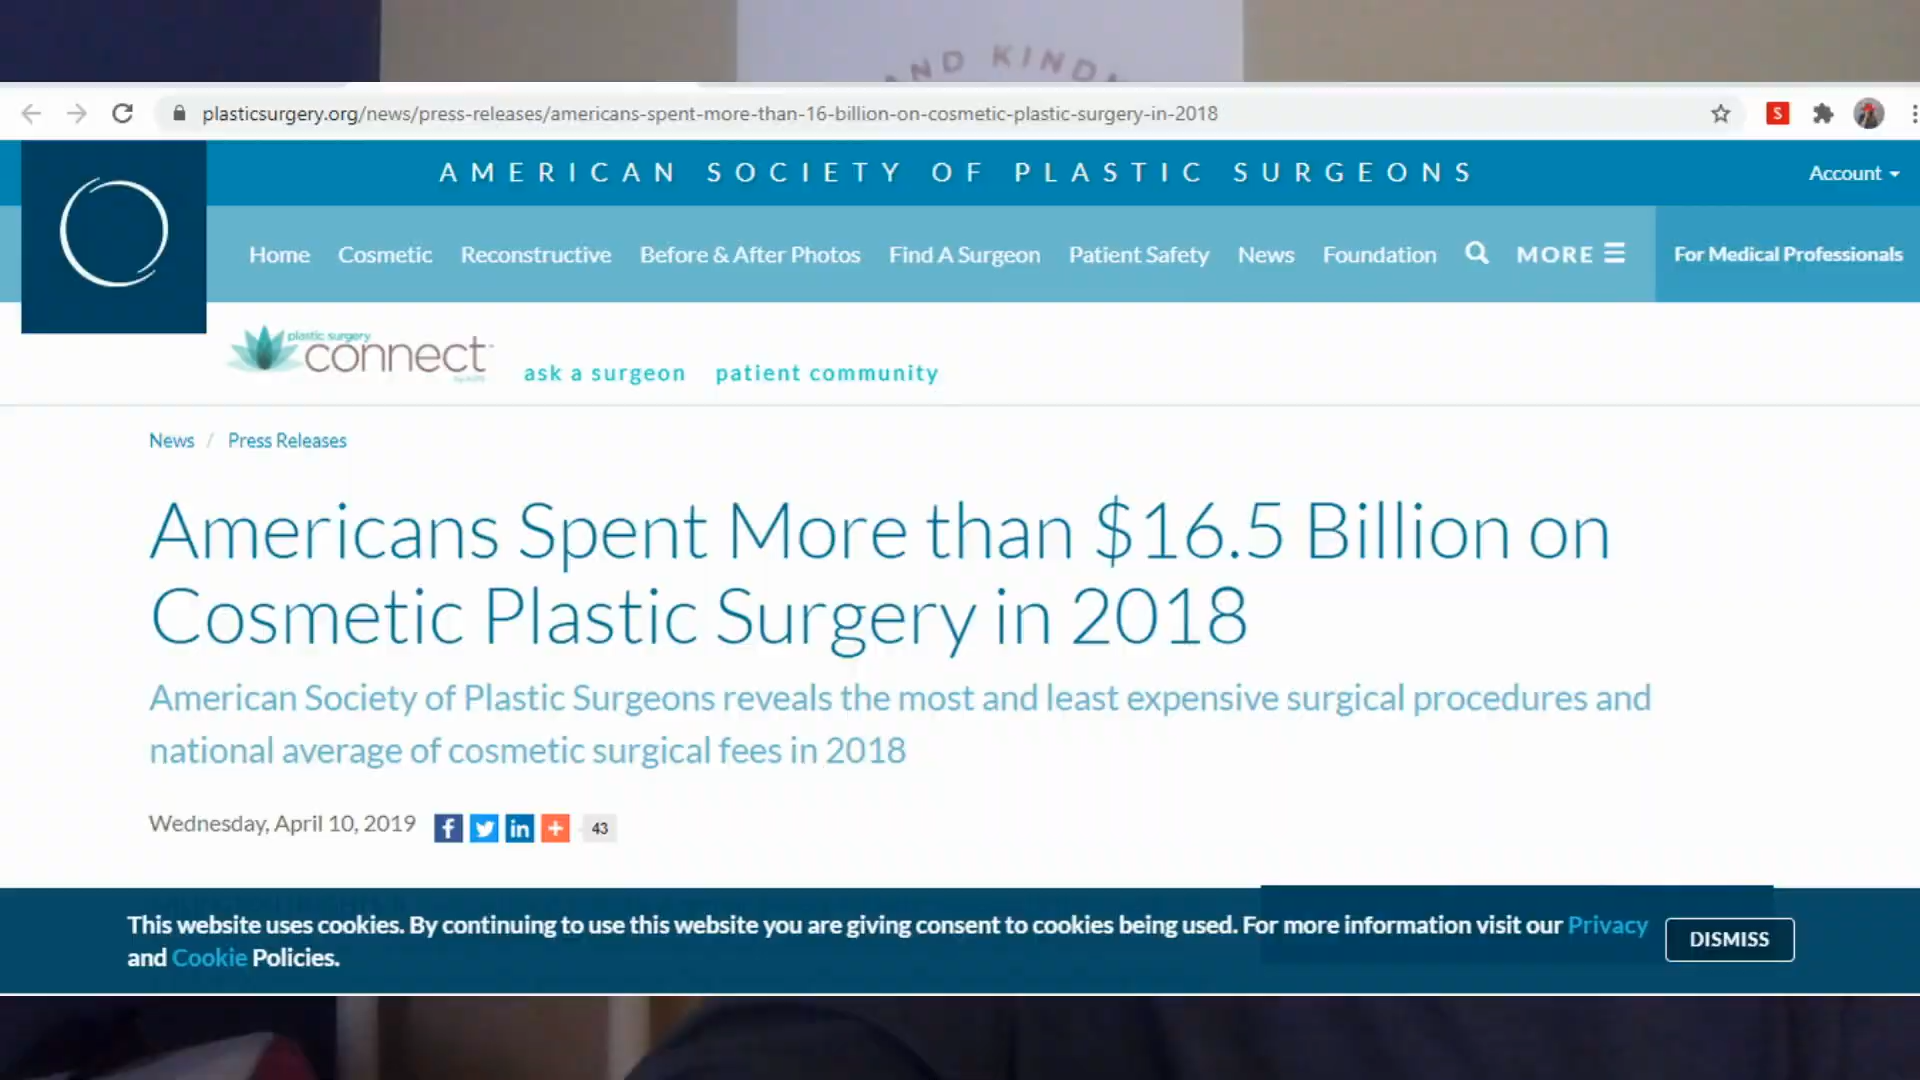 AND KIND
plasticsurgery.org/news/press-releases/americans-spent-more-than-16-billion-on-cosmetic-plastic-surgery-in-2018
S
AMERICAN SOCIETY OF PLASTIC SURGEONS
Account
Home Cosmetic Reconstructive Before & After Photos Find A Surgeon Patient Safety News Foundation MORE For Medical Professionals
plastic surgery
connect
ask a surgeon patient community
News / Press Releases
Americans Spent More than $16.5 Billion on
Cosmetic Plastic Surgery in 2018
American Society of Plastic Surgeons reveals the most and least expensive surgical procedures and
national average of cosmetic surgical fees in 2018
Wednesday, April 10, 2019 f in + 43
This website uses cookies. By continuing to use this website you are giving consent to cookies being used. For more information visit our Privacy
and Cookie Policies.
DISMISS